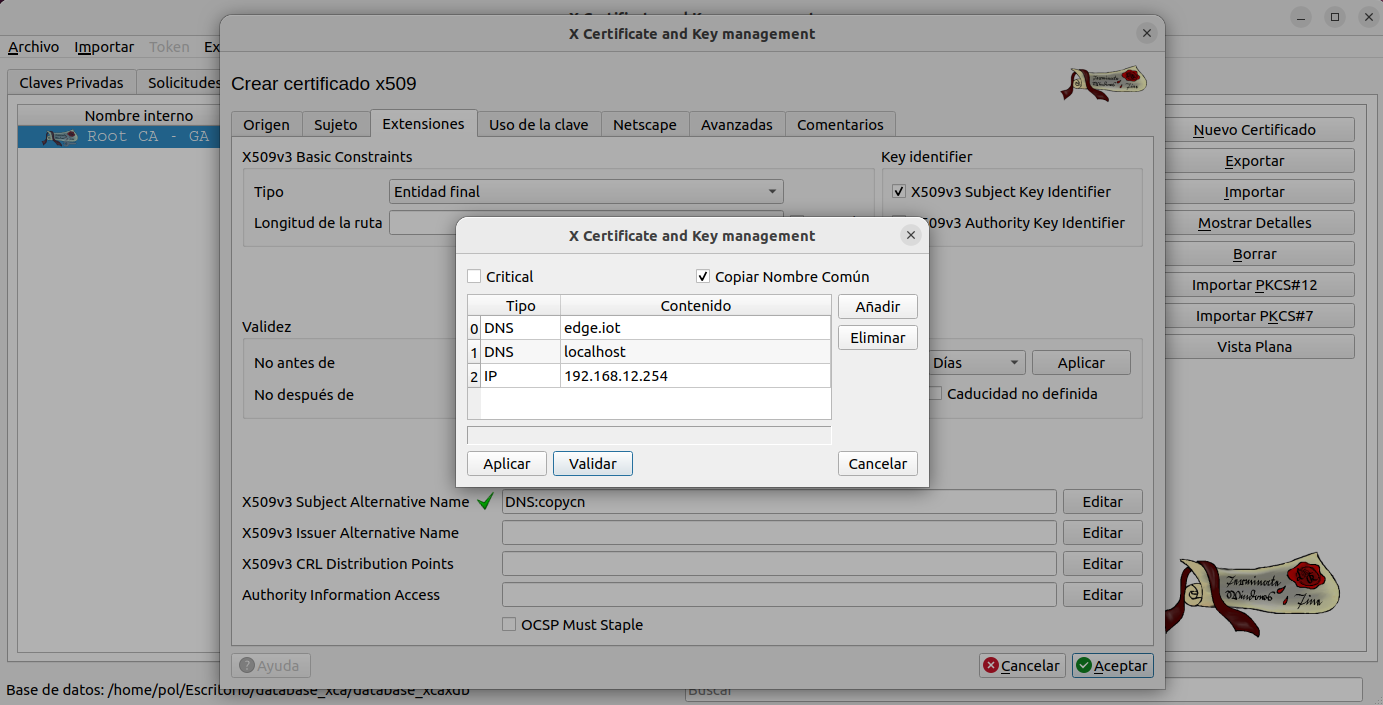 X Certificate and Key management
Archivo Importar Token Ex
Claves Privadas Solicitudes
Nombre interno
Root CA - GA
X Certificate and Key management
Crear certificado x509
Origen Sujeto Extensiones Uso de la clave Netscape Avanzadas Comentarios
X509v3 Basic Constraints
Tipo Entidad final
Longitud de la ruta
Key identifier
X509v3 Subject Key Identifier
509v3 Authority Key Identifier
Validez
No antes de
No después de
Días Aplicar
Caducidad no definida
X Certificate and Key management
Critical Copiar Nombre Común
Tipo Contenido
0 DNS edge.iot
1 DNS localhost
2 IP 192.168.12.254
Añadir
Eliminar
Aplicar Validar Cancelar
X509v3 Subject Alternative Name DNS:copycn Editar
X509v3 Issuer Alternative Name Editar
X509v3 CRL Distribution Points Editar
Authority Information Access Editar
OCSP Must Staple
Ayuda Cancelar Aceptar
Nuevo Certificado
Exportar
Importar
Mostrar Detalles
Borrar
Importar PKCS#12
Importar PKCS#7
Vista Plana
Base de datos: /home/pol/Escritorio/database_xca/database_xcaxdb
Buscar